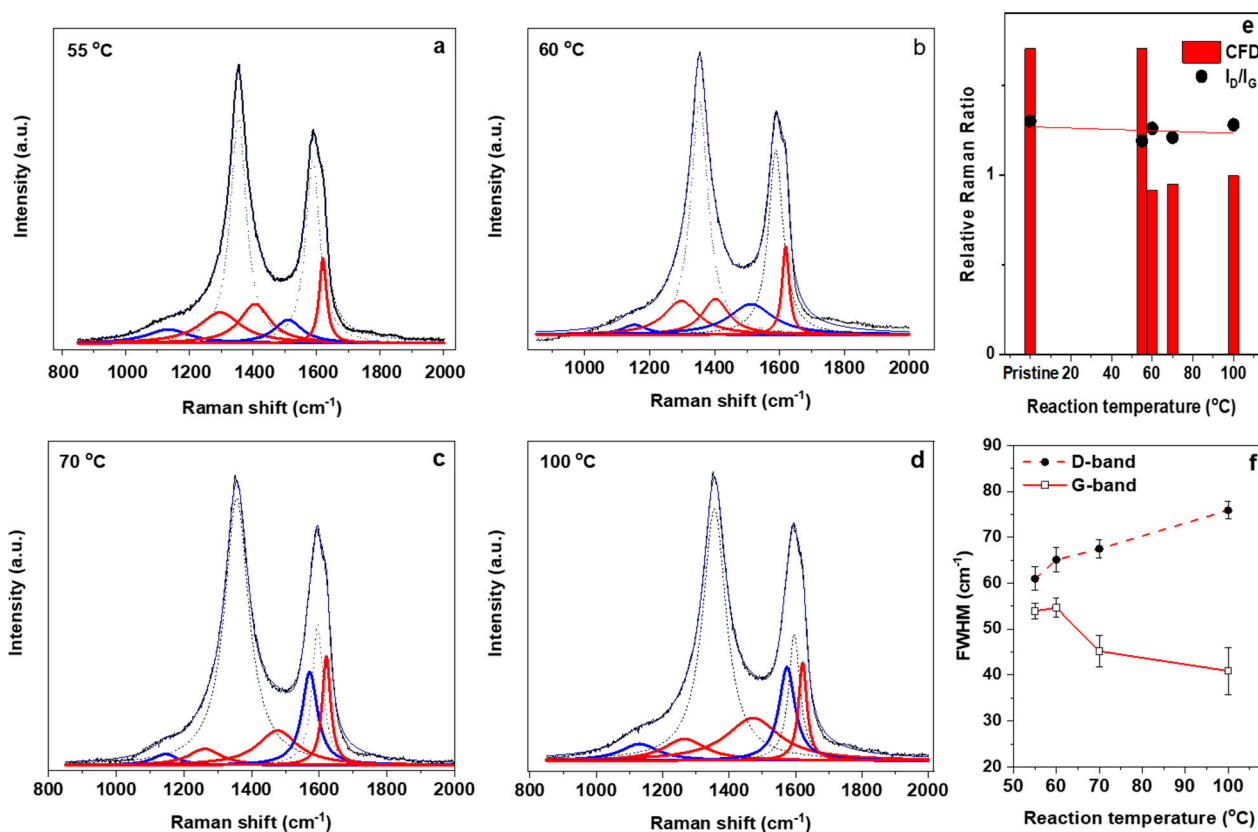 55 °C
a
Intensity (a.u.)
800 1000 1200 1400 1600 1800 2000
Raman shift (cm⁻¹)
60 °C
b
Intensity (a.u.)
1000 1200 1400 1600 1800 2000
Raman shift (cm⁻¹)
e
CFD
I_D/I_G
Relative Raman Ratio
1
0
Pristine 20 40 60 80 100
Reaction temperature (°C)
70 °C
c
Intensity (a.u.)
800 1000 1200 1400 1600 1800 2000
Raman shift (cm⁻¹)
100 °C
d
Intensity (a.u.)
800 1000 1200 1400 1600 1800 2000
Raman shift (cm⁻¹)
f
D-band
G-band
FWHM (cm⁻¹)
90
80
70
60
50
40
30
20
50 60 70 80 90 100
Reaction temperature (°C)